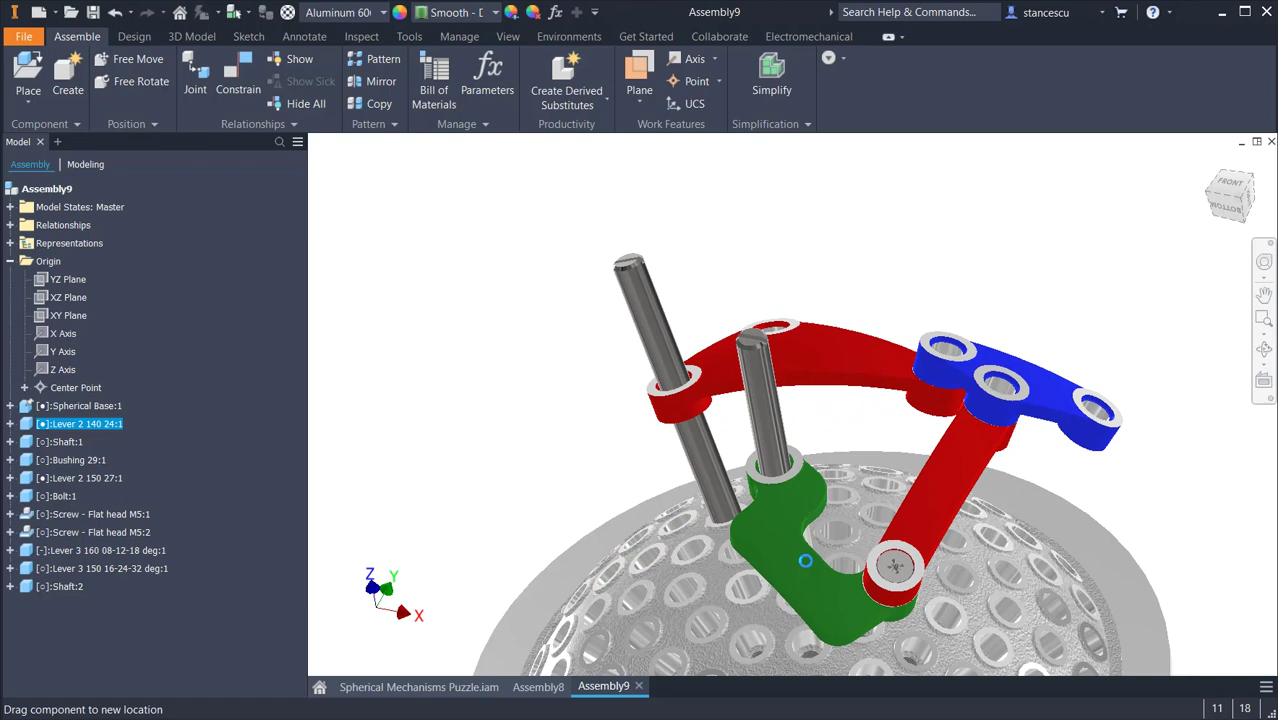 Aluminum 60
Smooth - [
fx
Assembly9
Search Help & Commands...
stancescu
File
Assemble
Design
3D Model
Sketch
Annotate
Inspect
Tools
Manage
View
Environments
Get Started
Collaborate
Electromechanical
Place
Create
Free Move
Free Rotate
Joint
Constrain
Show
Show Sick
Hide All
Pattern
Mirror
Copy
Bill of
Materials
fx
Parameters
Create Derived
Substitutes
Plane
Axis
Point
UCS
Simplify
Component
Position
Relationships
Pattern
Manage
Productivity
Work Features
Simplification
Model
Assembly
Modeling
Assembly9
Model States: Master
Relationships
Representations
Origin
YZ Plane
XZ Plane
XY Plane
X Axis
Y Axis
Z Axis
Center Point
[●]:Spherical Base:1
[●]:Lever 2 140 24:1
[○]:Shaft:1
[○]:Bushing 29:1
[●]:Lever 2 150 27:1
[○]:Bolt:1
[○]:Screw - Flat head M5:1
[○]:Screw - Flat head M5:2
[-]:Lever 3 160 08-12-18 deg:1
[○]:Lever 3 150 16-24-32 deg:1
[○]:Shaft:2
FRONT
BOTTOM
Z
Y
X
Spherical Mechanisms Puzzle.iam
Assembly8
Assembly9
Drag component to new location
11
18